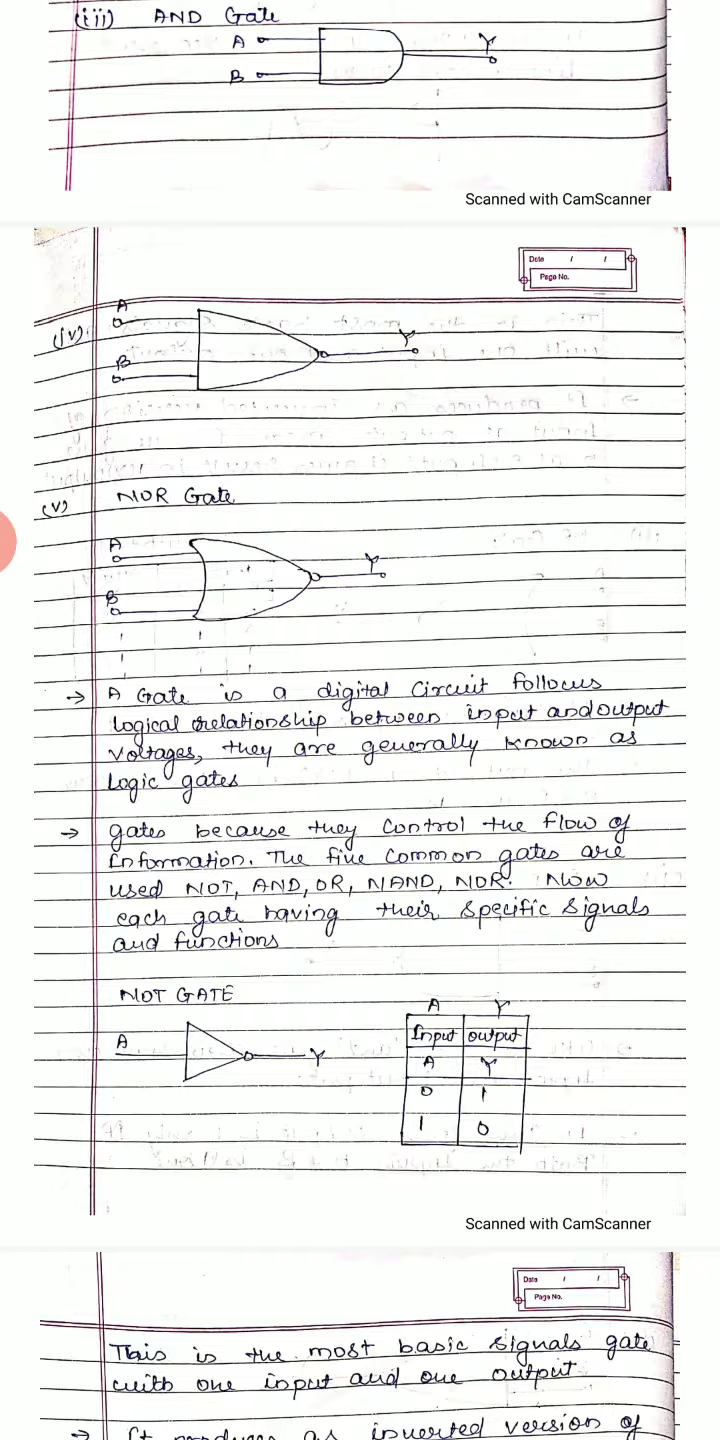 (iii) AND Gate
A
Y
B
Scanned with CamScanner
Date / /
Page No.
A
(iv)
Y
B
(v) NOR Gate
A
Y
B
→ A Gate is a digital Circuit follows
logical relationship between input and output
voltages, they are generally known as
Logic gates
→ gates because they control the flow of
Information. The five common gates are
used NOT, AND, OR, NAND, NOR. Now
each gate having their specific signals
and functions
NOT GATE
A Y
A Y
Input output
A Y
0 1
1 0
Scanned with CamScanner
Date / /
Page No.
This is the most basic signals gate
with one input and one output
→ It produces as inverted version of